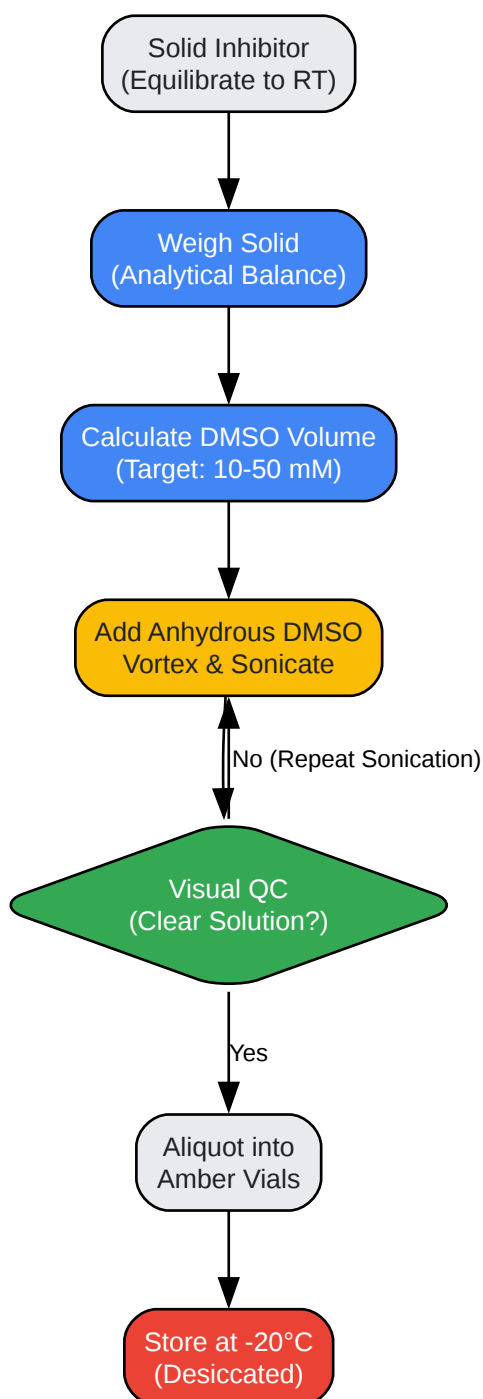 Solid Inhibitor
(Equilibrate to RT)
Weigh Solid
(Analytical Balance)
Calculate DMSO Volume
(Target: 10-50 mM)
Add Anhydrous DMSO
Vortex & Sonicate
No (Repeat Sonication)
Visual QC
(Clear Solution?)
Yes
Aliquot into
Amber Vials
Store at -20°C
(Desiccated)